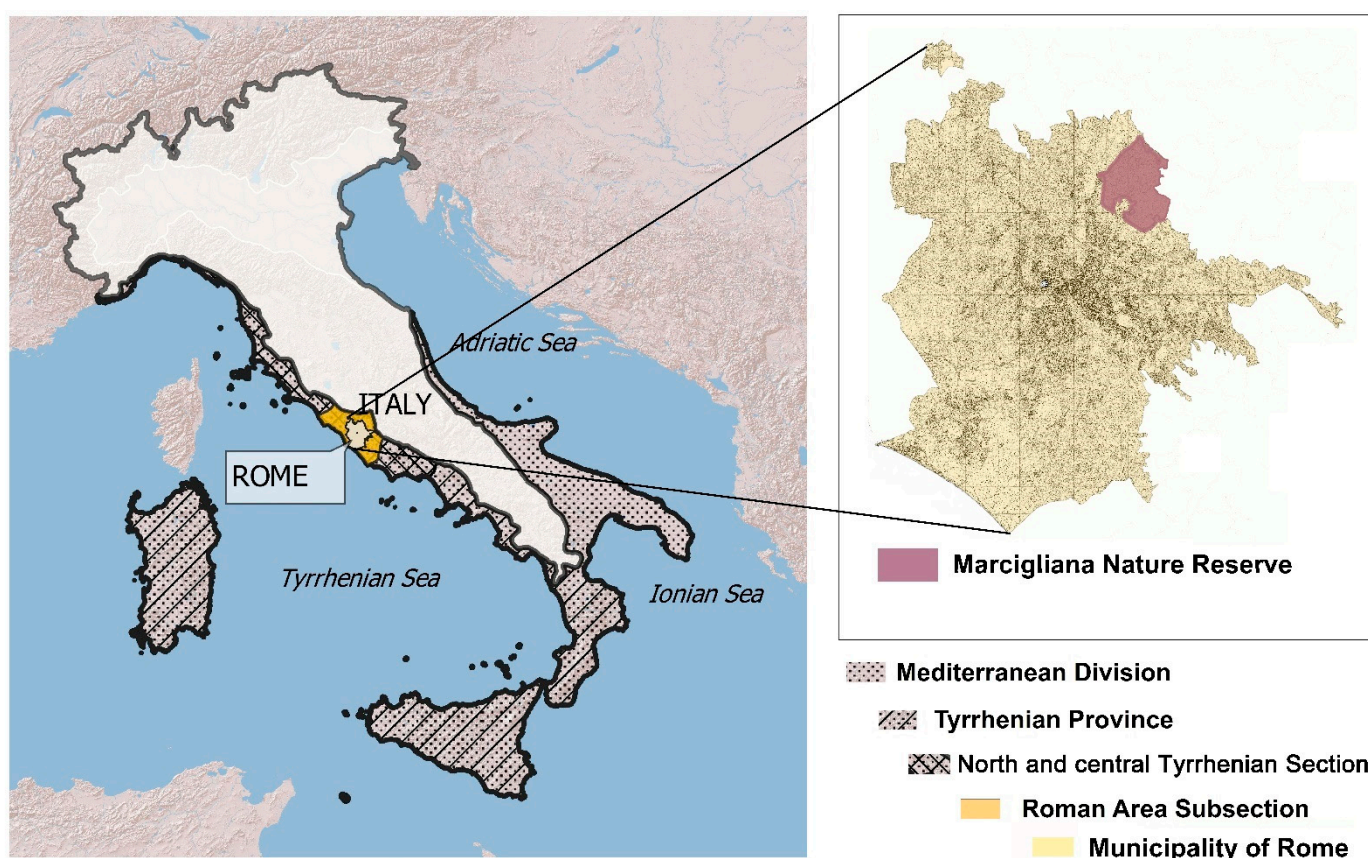 Adriatic Sea
ITALY
ROME
Tyrrhenian Sea
Ionian Sea
Marcigliana Nature Reserve
Mediterranean Division
Tyrrhenian Province
North and central Tyrrhenian Section
Roman Area Subsection
Municipality of Rome